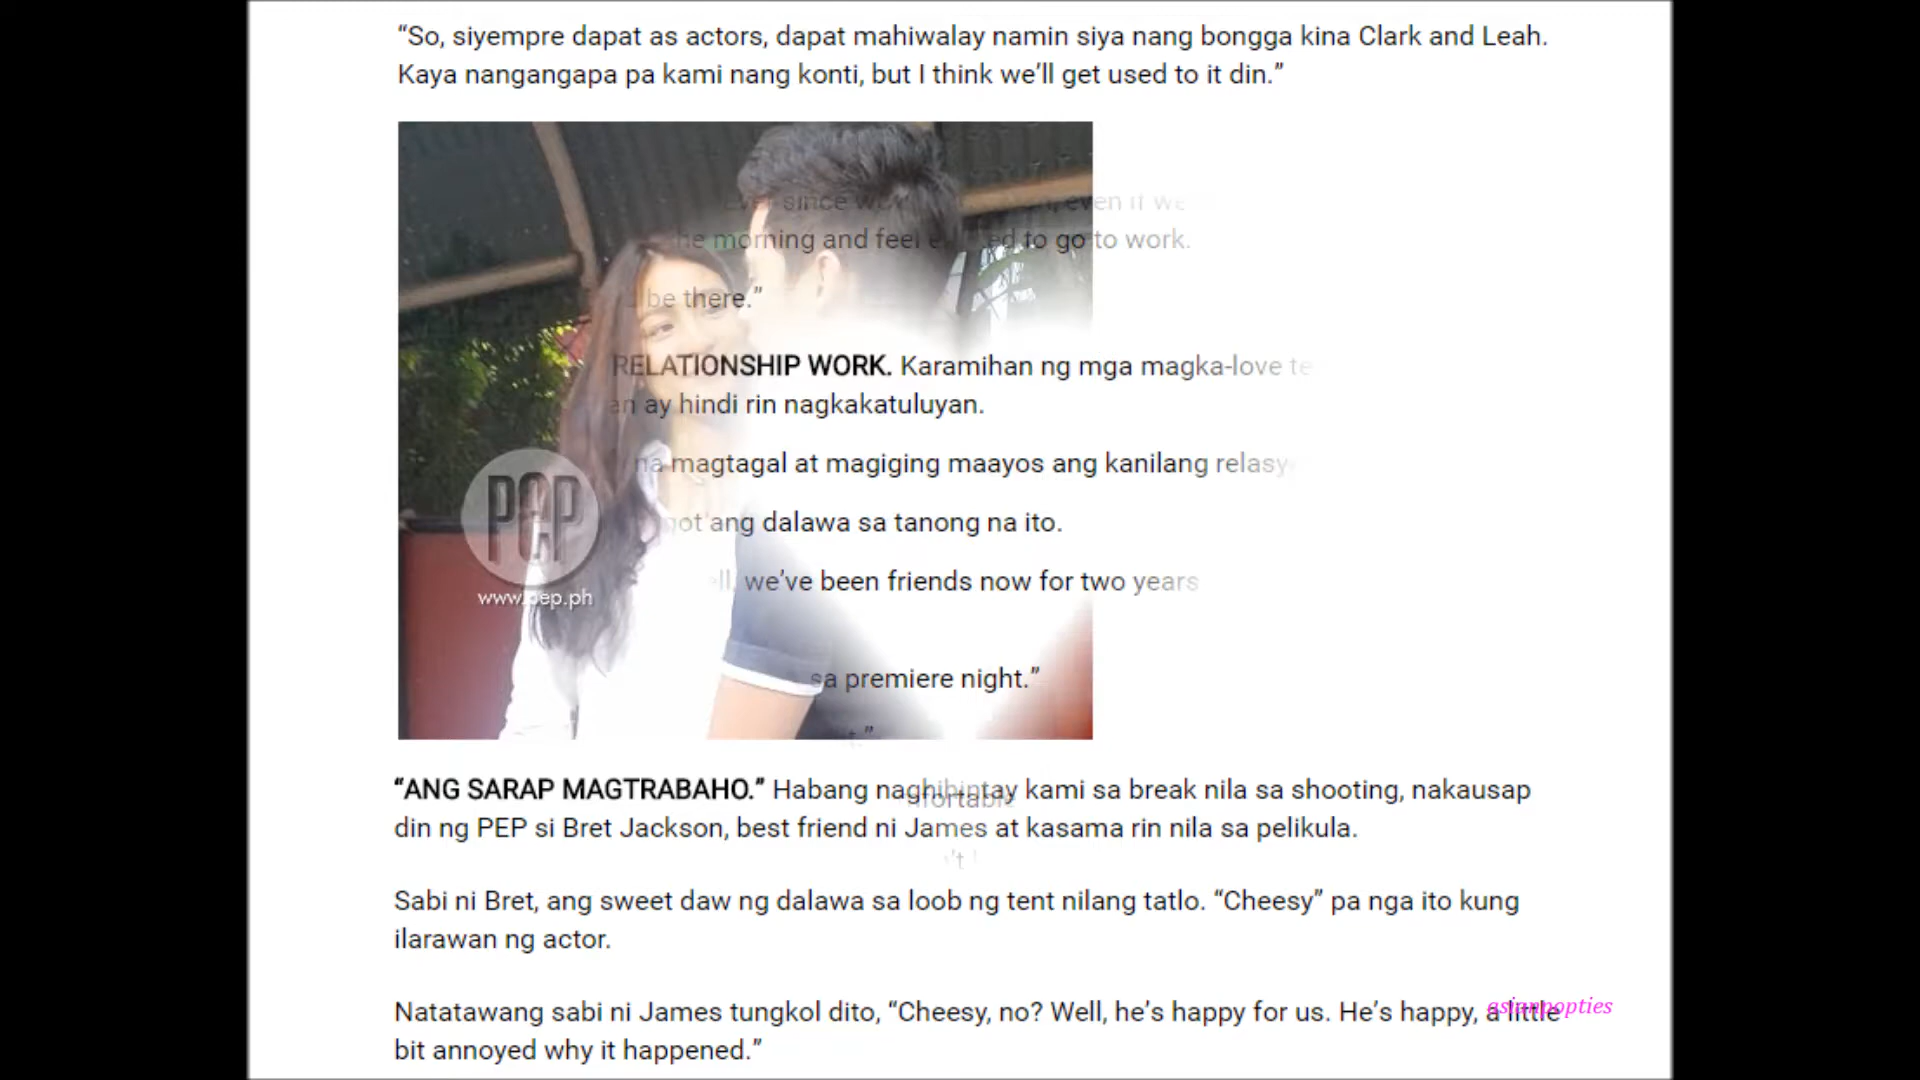 “So, siyempre dapat as actors, dapat mahiwalay namin siya nang bongga kina Clark and Leah.
Kaya nangangapa pa kami nang konti, but I think we’ll get used to it din.”
since
even if
morning and feel to go to work.
be there.”
RELATIONSHIP WORK. Karamihan ng mga magka-love
ay hindi rin nagkakatuluyan.
na magtagal at magiging maayos ang kanilang
ang dalawa sa tanong na ito.
we’ve been friends now for two years
PEP
www.pep.ph
sa premiere night.”
“ANG SARAP MAGTRABAHO.” Habang naghihintay kami sa break nila sa shooting, nakausap
din ng PEP si Bret Jackson, best friend ni James at kasama rin nila sa pelikula.
Sabi ni Bret, ang sweet daw ng dalawa sa loob ng tent nilang tatlo. “Cheesy” pa nga ito kung
ilarawan ng actor.
Natatawang sabi ni James tungkol dito, “Cheesy, no? Well, he’s happy for us. He’s happy, a little
asianpopties
bit annoyed why it happened.”